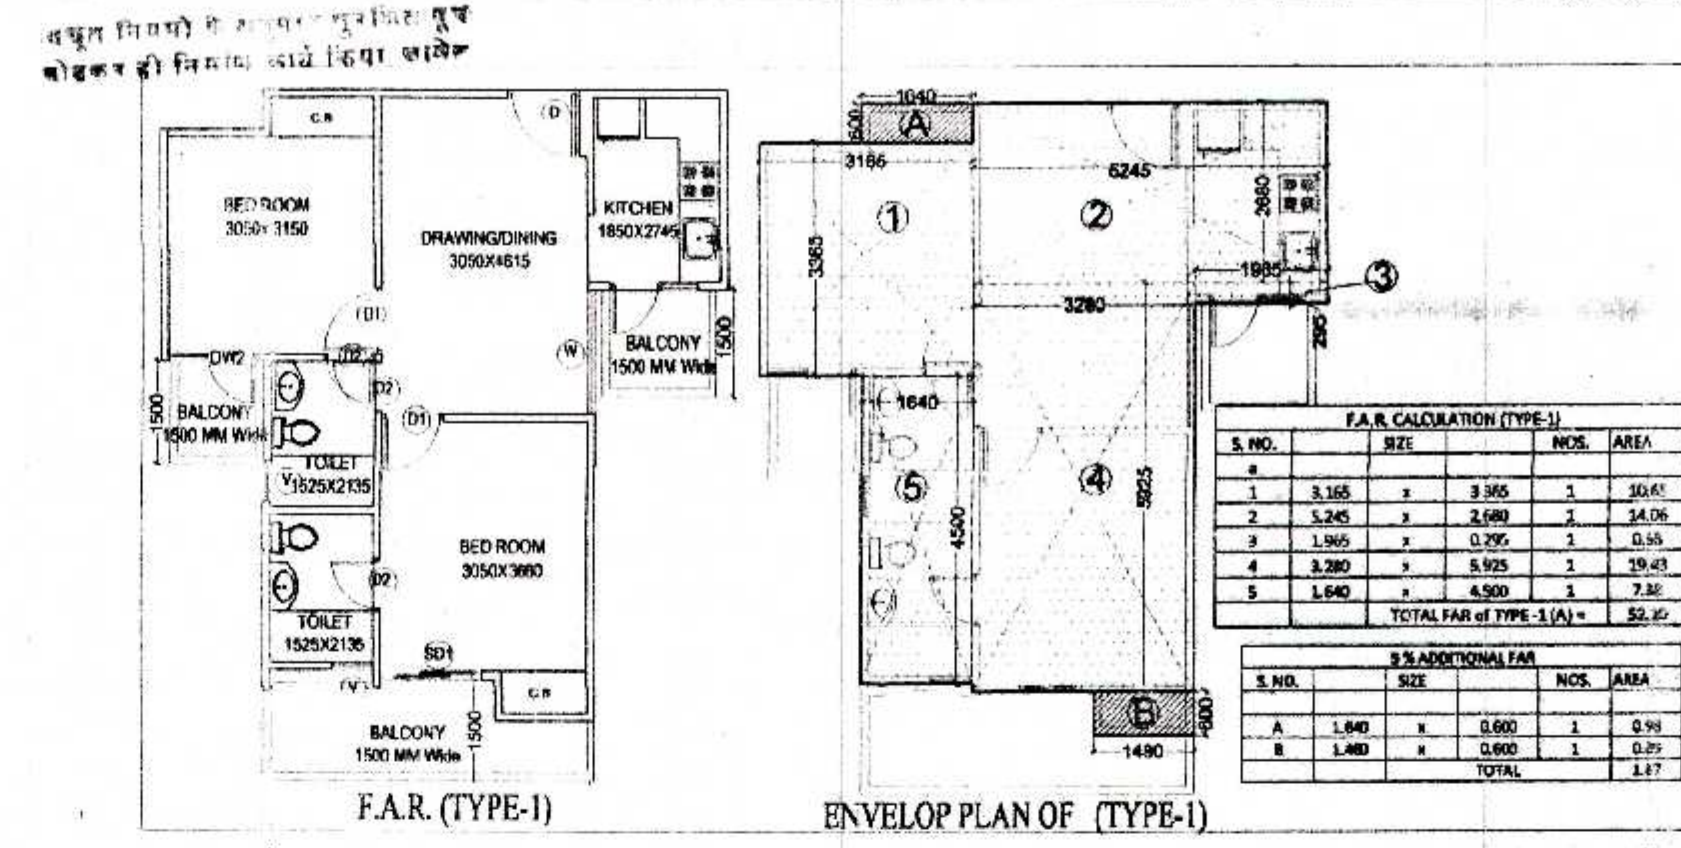 नियमों
ही निर्माण कार्य किया जावे
C.B
(D)
BED ROOM
3050x 3150
DRAWING/DINING
3050X4615
KITCHEN
1850X2745
(D1)
(D2)
DW2
(D2)
(W)
BALCONY
1500 MM Wide
1500
BALCONY
1500 MM Wide
1500
(D1)
TOILET
V
1525X2135
BED ROOM
3050X3660
(D2)
TOILET
1525X2135
SD1
(V)
C.B
BALCONY
1500 MM Wide
1500
F.A.R. (TYPE-1)
1640
600
A
3165
5245
2680
1
2
3365
1965
3
3280
295
1640
5
4
5925
4500
B
600
1480
ENVELOP PLAN OF (TYPE-1)
F.A.R. CALCULATION (TYPE-1)
S. NO. SIZE NOS. AREA
a
1 3.165 x 3.365 1 10.65
2 5.245 x 2.680 1 14.06
3 1.965 x 0.295 1 0.58
4 3.280 x 5.925 1 19.43
5 1.640 x 4.500 1 7.38
TOTAL FAR of TYPE -1 (A) =
5 % ADDITIONAL FAR
S. NO. SIZE NOS. AREA
A 1.640 x 0.600 1 0.98
B 1.480 x 0.600 1
TOTAL 1.87